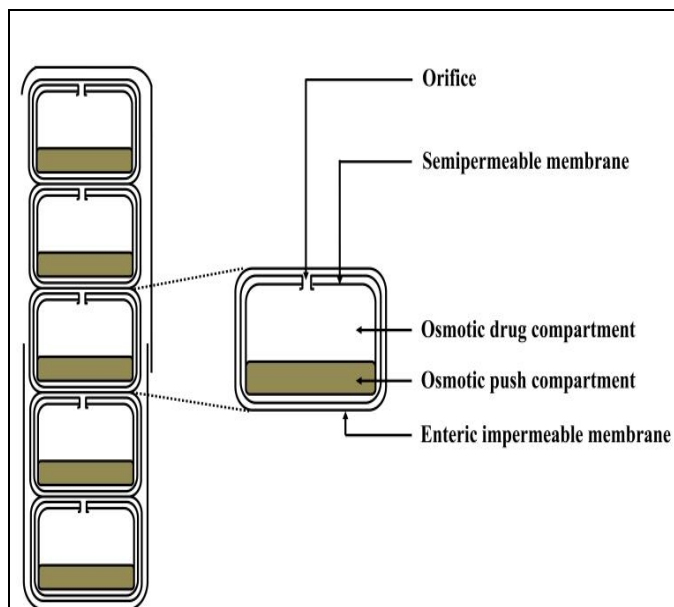 Orifice
Semipermeable membrane
Osmotic drug compartment
Osmotic push compartment
Enteric impermeable membrane